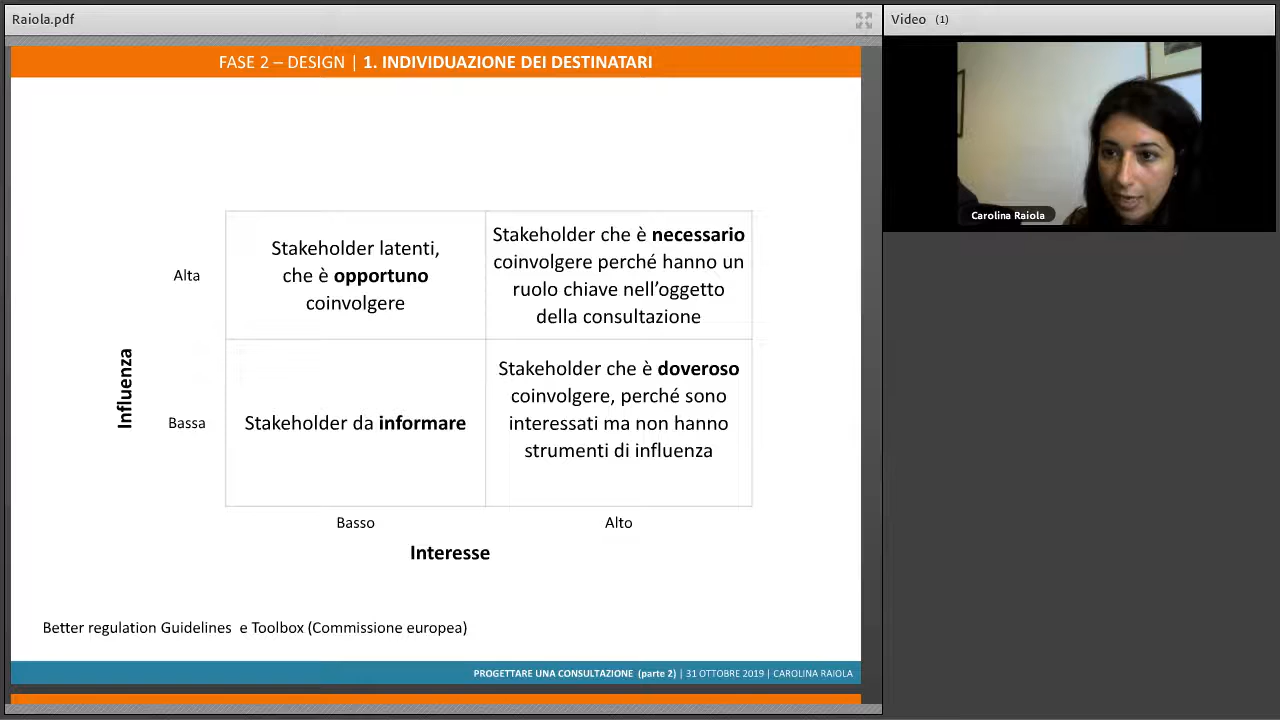 Raiola.pdf
Video (1)
FASE 2 – DESIGN | 1. INDIVIDUAZIONE DEI DESTINATARI
Carolina Raiola
Influenza
Alta
Stakeholder latenti,
che è opportuno
coinvolgere
Stakeholder che è necessario
coinvolgere perché hanno un
ruolo chiave nell’oggetto
della consultazione
Bassa
Stakeholder da informare
Stakeholder che è doveroso
coinvolgere, perché sono
interessati ma non hanno
strumenti di influenza
Basso
Alto
Interesse
Better regulation Guidelines e Toolbox (Commissione europea)
PROGETTARE UNA CONSULTAZIONE (parte 2) | 31 OTTOBRE 2019 | CAROLINA RAIOLA